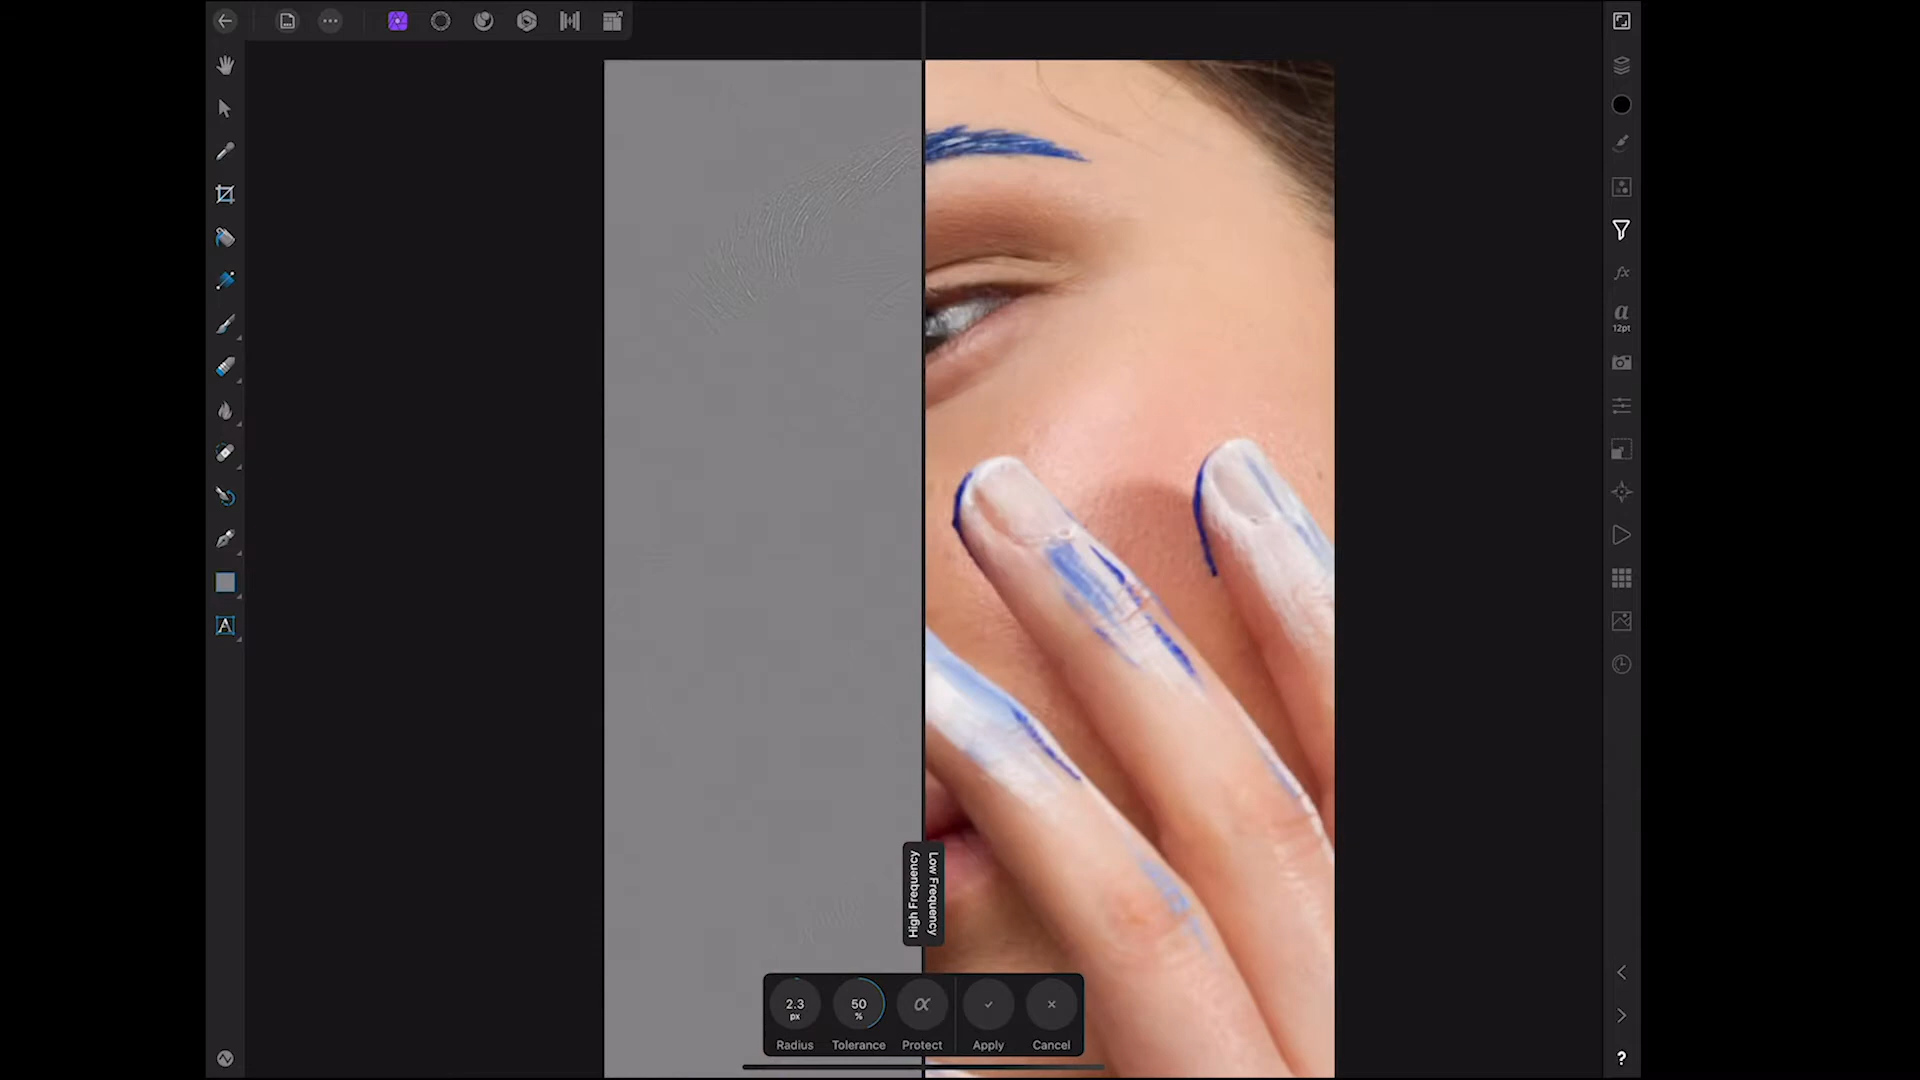 a
12pt
A
High Frequency
Low Frequency
2.3
px
50
%
α
Radius
Tolerance
Protect
Apply
Cancel
?